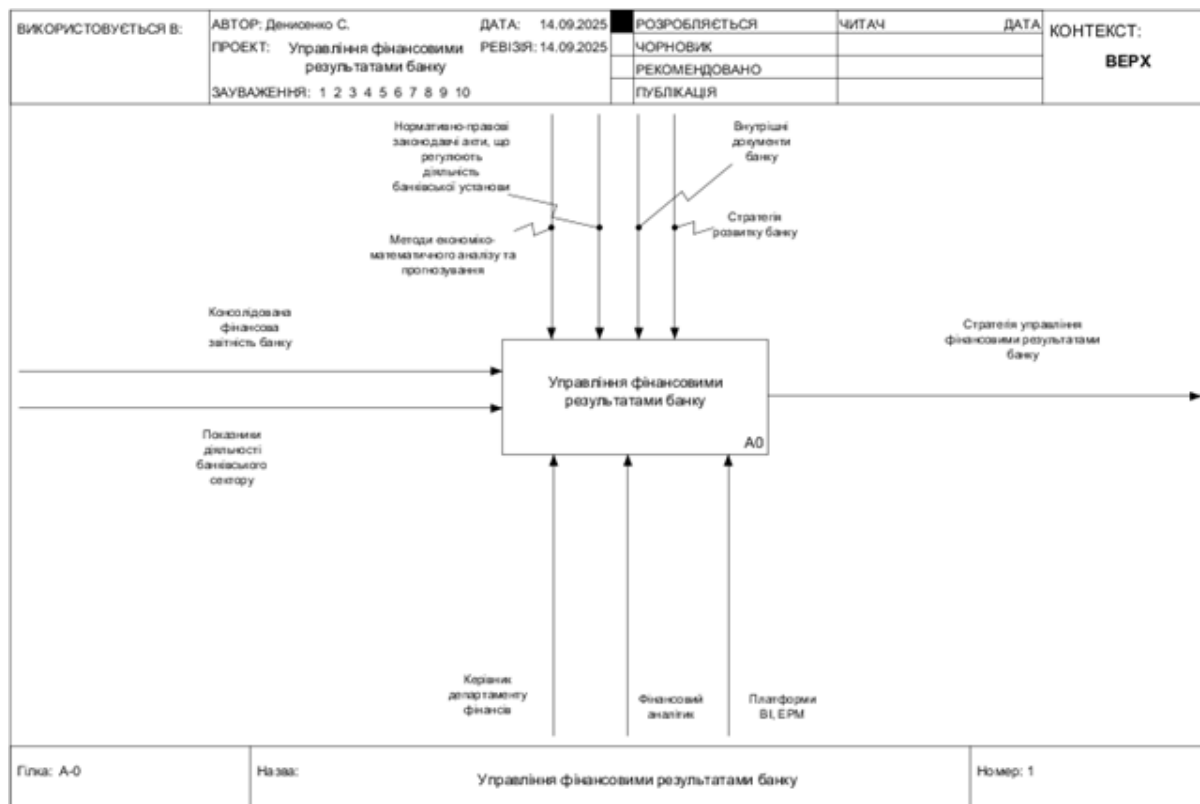 ВИКОРИСТОВУЄТЬСЯ В:
АВТОР: Денисенко С.
ДАТА: 14.09.2025
ПРОЕКТ: Управління фінансовими
результатами банку
РЕВІЗІЯ: 14.09.2025
ЗАУВАЖЕННЯ: 1 2 3 4 5 6 7 8 9 10
РОЗРОБЛЯЄТЬСЯ
ЧОРНОВИК
РЕКОМЕНДОВАНО
ПУБЛІКАЦІЯ
ЧИТАЧ
ДАТА
КОНТЕКСТ:
ВЕРХ
Нормативно-правові
законодавчі акти, що
регулюють
діяльність
банківської установи
Внутрішні
документи
банку
Методи економіко-
математичного аналізу та
прогнозування
Стратегія
розвитку банку
Консолідована
фінансова
звітність банку
Стратегія управління
фінансовими результатами
банку
Управління фінансовими
результатами банку
A0
Показники
діяльності
банківського
сектору
Керівник
департаменту
фінансів
Фінансовий
аналітик
Платформи
BI, EPM
Гілка: A-0
Назва:
Управління фінансовими результатами банку
Номер: 1